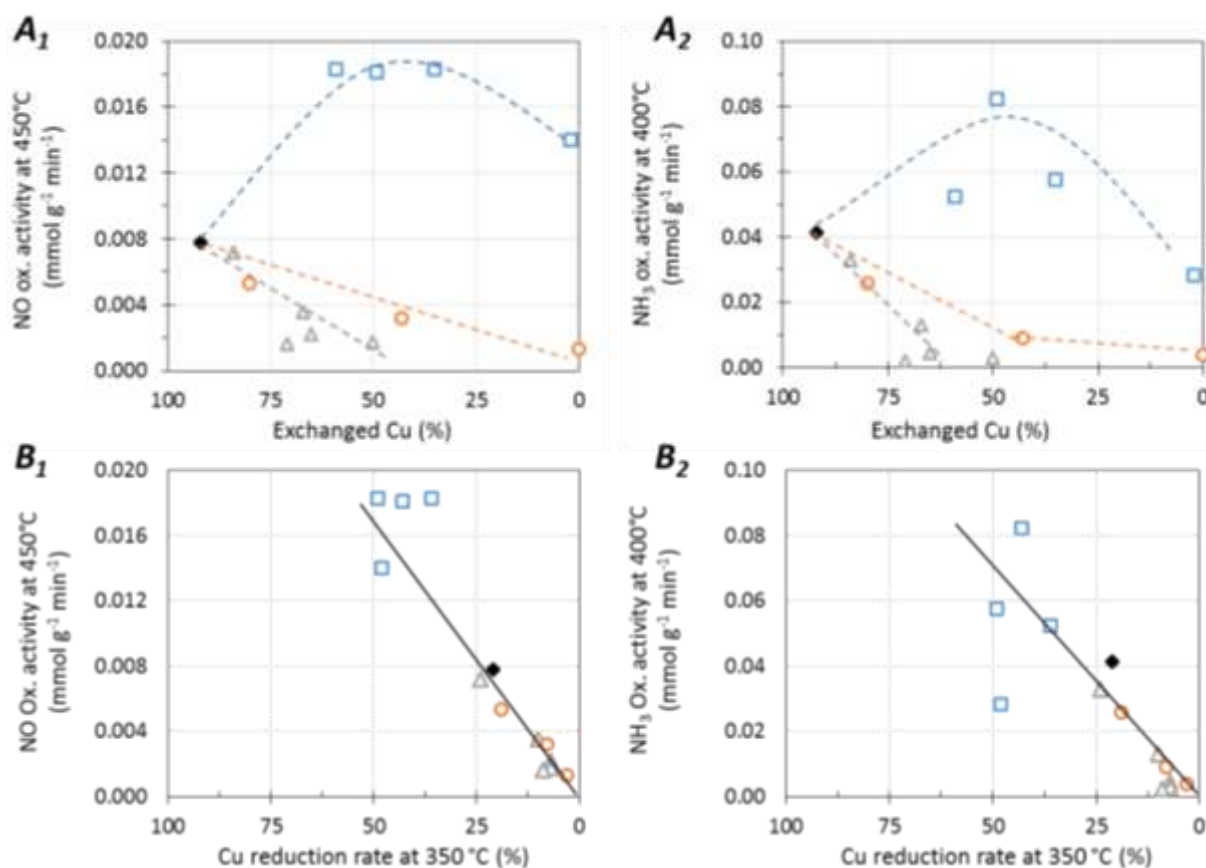 A1
NO ox. activity at 450°C
(mmol g-1 min-1)
0.020
0.016
0.012
0.008
0.004
0.000
100 75 50 25 0
Exchanged Cu (%)
A2
NH3 ox. activity at 400°C
(mmol g-1 min-1)
0.10
0.08
0.06
0.04
0.02
0.00
100 75 50 25 0
Exchanged Cu (%)
B1
NO Ox. activity at 450°C
(mmol g-1 min-1)
0.020
0.016
0.012
0.008
0.004
0.000
100 75 50 25 0
Cu reduction rate at 350 °C (%)
B2
NH3 Ox. activity at 400°C
(mmol g-1 min-1)
0.10
0.08
0.06
0.04
0.02
0.00
100 75 50 25 0
Cu reduction rate at 350 °C (%)